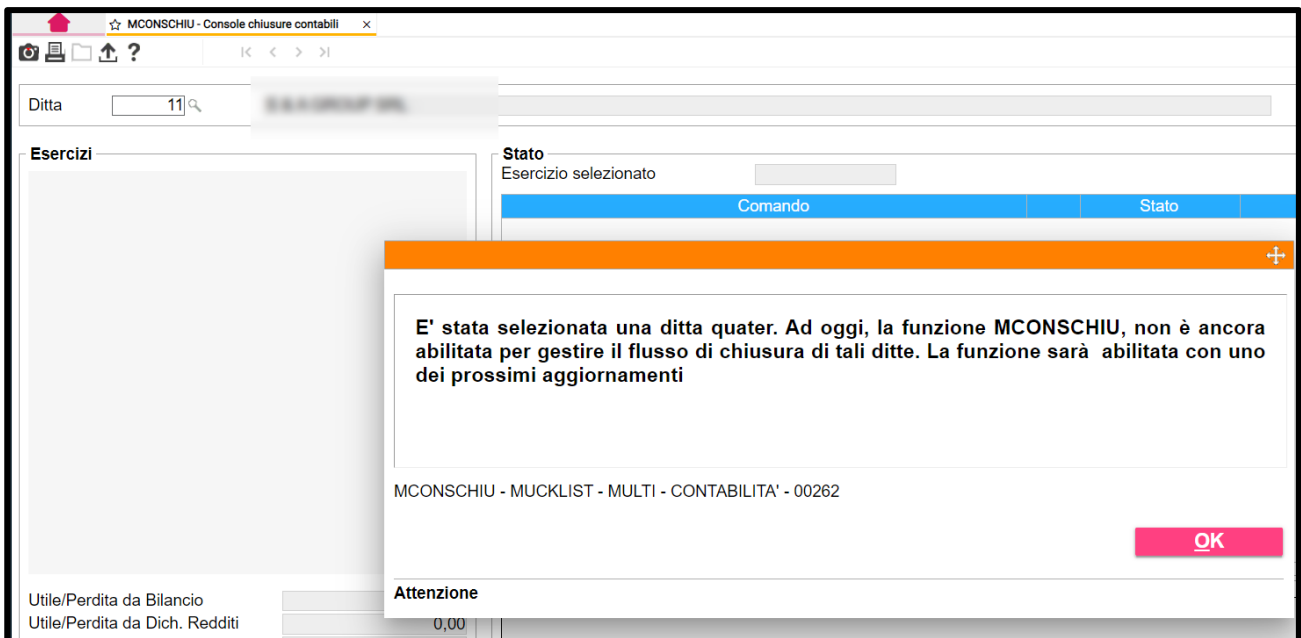 MCONSCHIU - Console chiusure contabili
Ditta 11
Esercizi
Stato
Esercizio selezionato
Comando Stato
E' stata selezionata una ditta quater. Ad oggi, la funzione MCONSCHIU, non è ancora
abilitata per gestire il flusso di chiusura di tali ditte. La funzione sarà abilitata con uno
dei prossimi aggiornamenti
MCONSCHIU - MUCKLIST - MULTI - CONTABILITA' - 00262
OK
Attenzione
Utile/Perdita da Bilancio
Utile/Perdita da Dich. Redditi 0,00